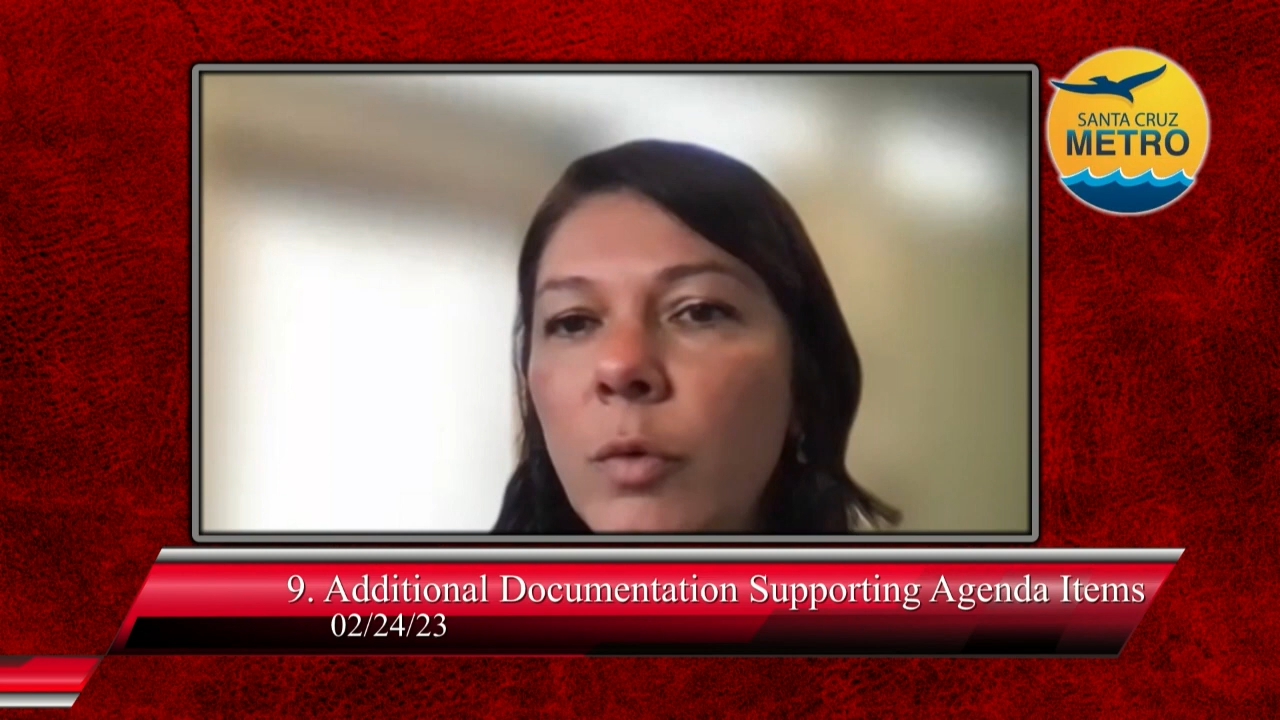 SANTA CRUZ
METRO
9. Additional Documentation Supporting Agenda Items
02/24/23